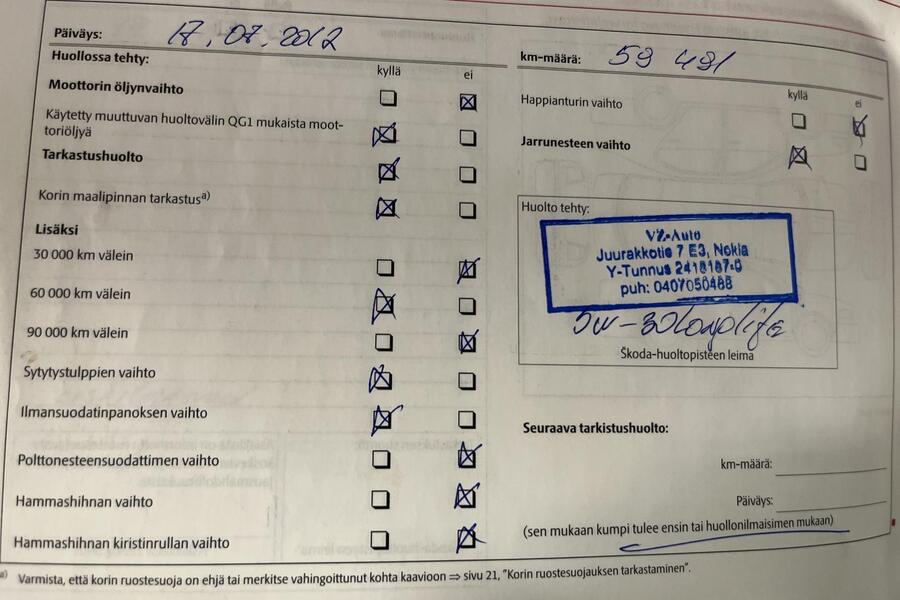 Päiväys: 17.07.2012
Huollossa tehty:
kyllä ei
Moottorin öljynvaihto
Käytetty muuttuvan huoltovälin QG1 mukaista moot-
toriöljyä
Tarkastushuolto
Korin maalipinnan tarkastus a)
Lisäksi
30 000 km välein
60 000 km välein
90 000 km välein
Sytytystulppien vaihto
Ilmansuodatinpanoksen vaihto
Polttonesteensuodattimen vaihto
Hammashihnan vaihto
Hammashihnan kiristinrullan vaihto
km-määrä: 59 491
kyllä ei
Happianturin vaihto
Jarrunesteen vaihto
Huolto tehty:
VZ-Auto
Juurakkotie 7 E3, Nokia
Y-Tunnus 2418187-0
puh: 0407050488
5w-30 Longlife
Škoda-huoltopisteen leima
Seuraava tarkistushuolto:
km-määrä:
Päiväys:
(sen mukaan kumpi tulee ensin tai huollonilmaisimen mukaan)
a) Varmista, että korin ruostesuoja on ehjä tai merkitse vahingoittunut kohta kaavioon ⇒ sivu 21, "Korin ruostesuojauksen tarkastaminen".